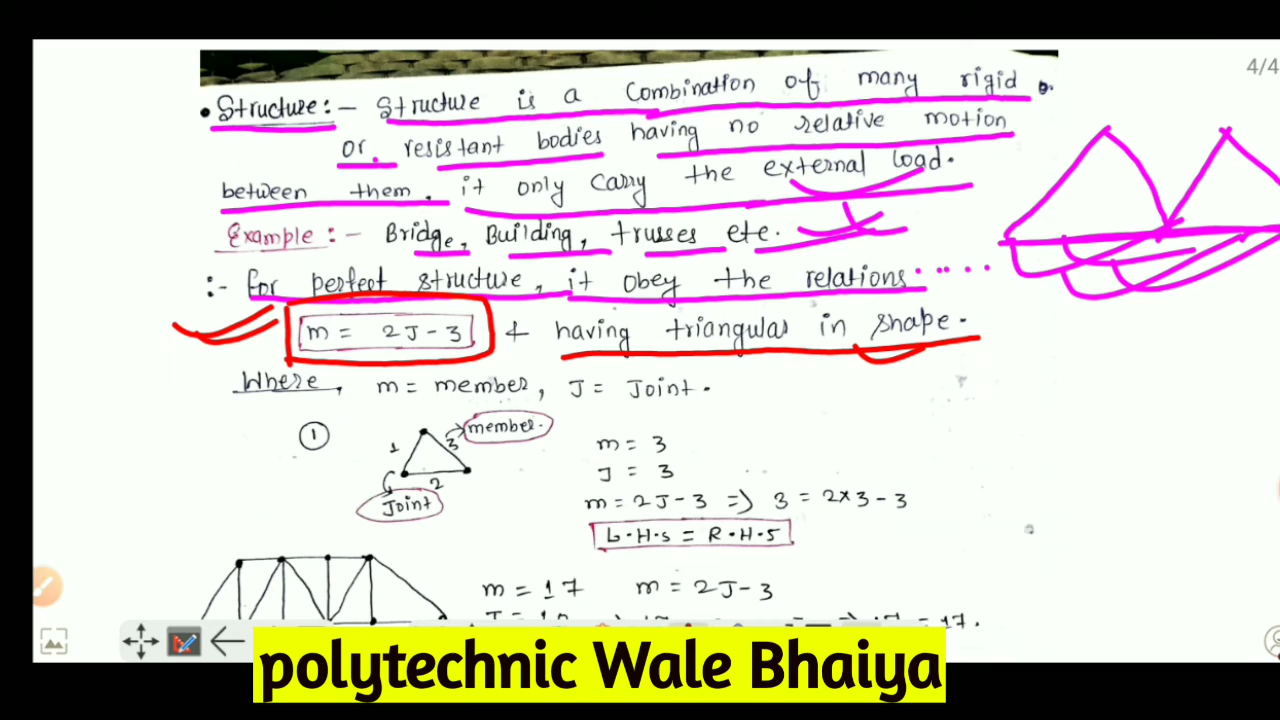 4/4
• Structure:- Structure is a Combination of many rigid
or resistant bodies having no relative motion
between them. it only carry the external load.
Example:- Bridge, Building, trusses etc.
:- for perfect structure, it obey the relations.....
m = 2J-3 + having triangular in shape.
Where, m = member, J = Joint.
1
1 3 member.
2
Joint
m = 3
J = 3
m = 2J-3 => 3 = 2x3-3
L.H.S = R.H.S
m = 17 m = 2J-3
polytechnic Wale Bhaiya